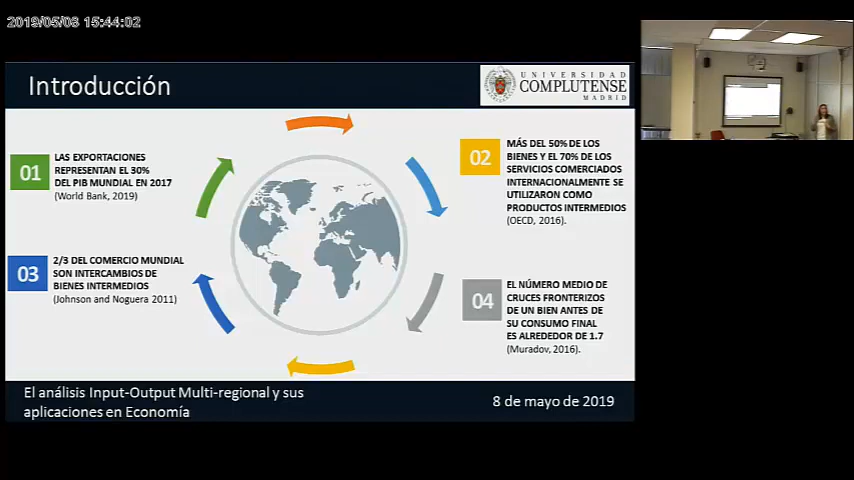 2019/05/08 15:44:02
Introducción
UNIVERSIDAD
COMPLUTENSE
MADRID
01
LAS EXPORTACIONES
REPRESENTAN EL 30%
DEL PIB MUNDIAL EN 2017
(World Bank, 2019)
02
MÁS DEL 50% DE LOS
BIENES Y EL 70% DE LOS
SERVICIOS COMERCIADOS
INTERNACIONALMENTE SE
UTILIZARON COMO
PRODUCTOS INTERMEDIOS
(OECD, 2016).
03
2/3 DEL COMERCIO MUNDIAL
SON INTERCAMBIOS DE
BIENES INTERMEDIOS
(Johnson and Noguera 2011)
04
EL NÚMERO MEDIO DE
CRUCES FRONTERIZOS
DE UN BIEN ANTES DE
SU CONSUMO FINAL
ES ALREDEDOR DE 1.7
(Muradov, 2016).
El análisis Input-Output Multi-regional y sus
aplicaciones en Economía
8 de mayo de 2019